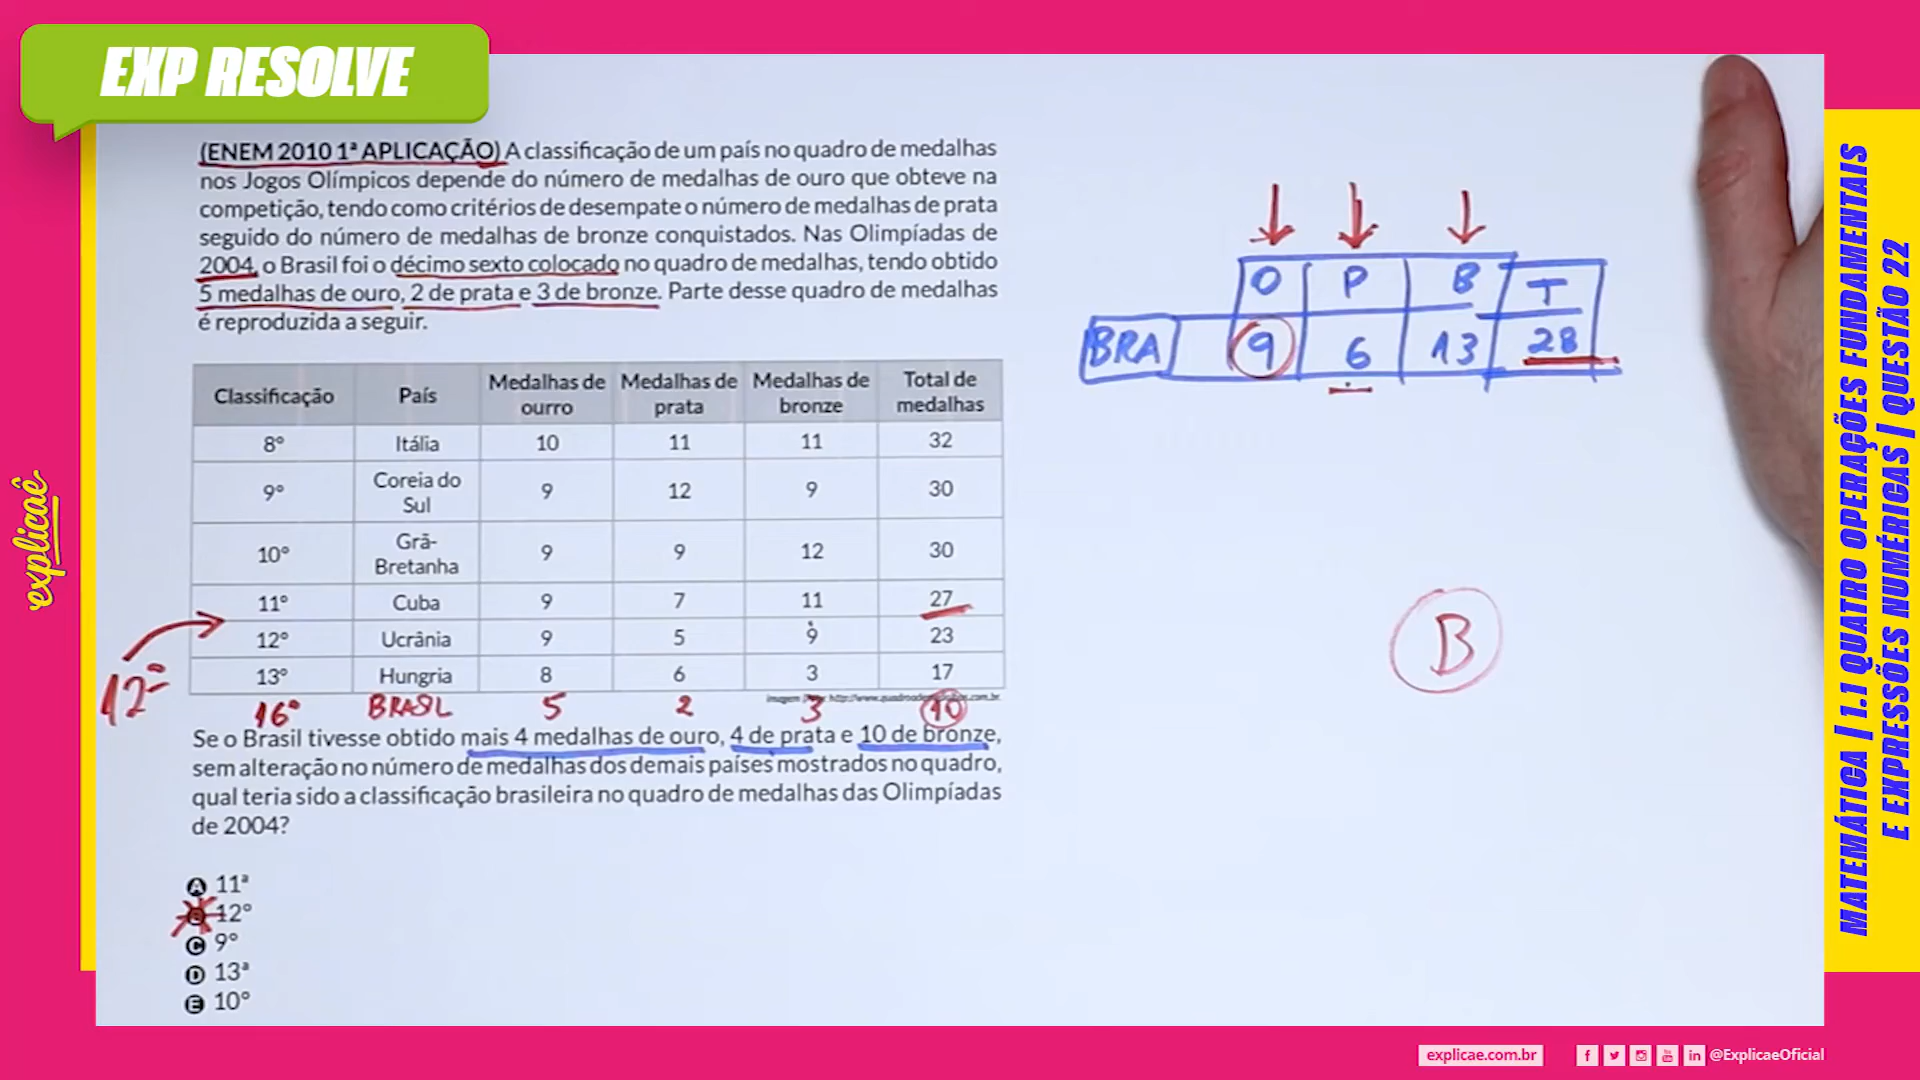 EXP RESOLVE
(ENEM 2010 1ª APLICAÇÃO) A classificação de um país no quadro de medalhas
nos Jogos Olímpicos depende do número de medalhas de ouro que obteve na
competição, tendo como critérios de desempate o número de medalhas de prata
seguido do número de medalhas de bronze conquistados. Nas Olimpíadas de
2004, o Brasil foi o décimo sexto colocado no quadro de medalhas, tendo obtido
5 medalhas de ouro, 2 de prata e 3 de bronze. Parte desse quadro de medalhas
é reproduzida a seguir.
Classificação País Medalhas de ourro Medalhas de prata Medalhas de bronze Total de medalhas
8º Itália 10 11 11 32
9º Coreia do Sul 9 12 9 30
10º Grã-Bretanha 9 9 12 30
11º Cuba 9 7 11 27
12º Ucrânia 9 5 9 23
13º Hungria 8 6 3 17
12º
16º BRASIL 5 2 3 10
Se o Brasil tivesse obtido mais 4 medalhas de ouro, 4 de prata e 10 de bronze,
sem alteração no número de medalhas dos demais países mostrados no quadro,
qual teria sido a classificação brasileira no quadro de medalhas das Olimpíadas
de 2004?
A 11ª
12º
C 9º
D 13ª
E 10º
O P B T
BRA 9 6 13 28
B
explicaê
MATEMÁTICA | 1.1 QUATRO OPERAÇÕES FUNDAMENTAIS
E EXPRESSÕES NUMÉRICAS | QUESTÃO 22
explicae.com.br
@ExplicaeOficial